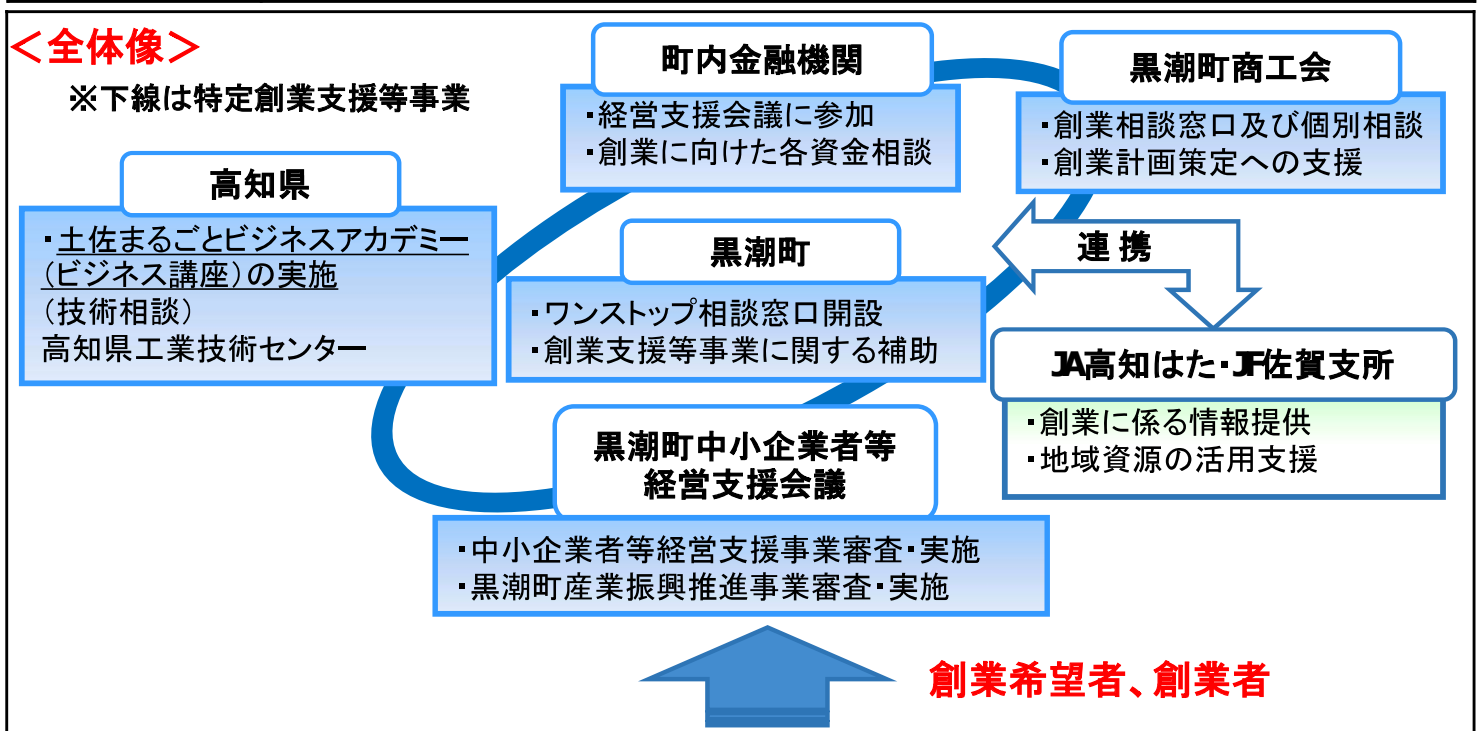 ＜全体像＞
※下線は特定創業支援等事業
町内金融機関
・経営支援会議に参加
・創業に向けた各資金相談
黒潮町商工会
・創業相談窓口及び個別相談
・創業計画策定への支援
高知県
・土佐まるごとビジネスアカデミー
（ビジネス講座）の実施
（技術相談）
高知県工業技術センター
黒潮町
・ワンストップ相談窓口開設
・創業支援等事業に関する補助
連携
JA高知はた・JF佐賀支所
・創業に係る情報提供
・地域資源の活用支援
黒潮町中小企業者等
経営支援会議
・中小企業者等経営支援事業審査・実施
・黒潮町産業振興推進事業審査・実施
創業希望者、創業者